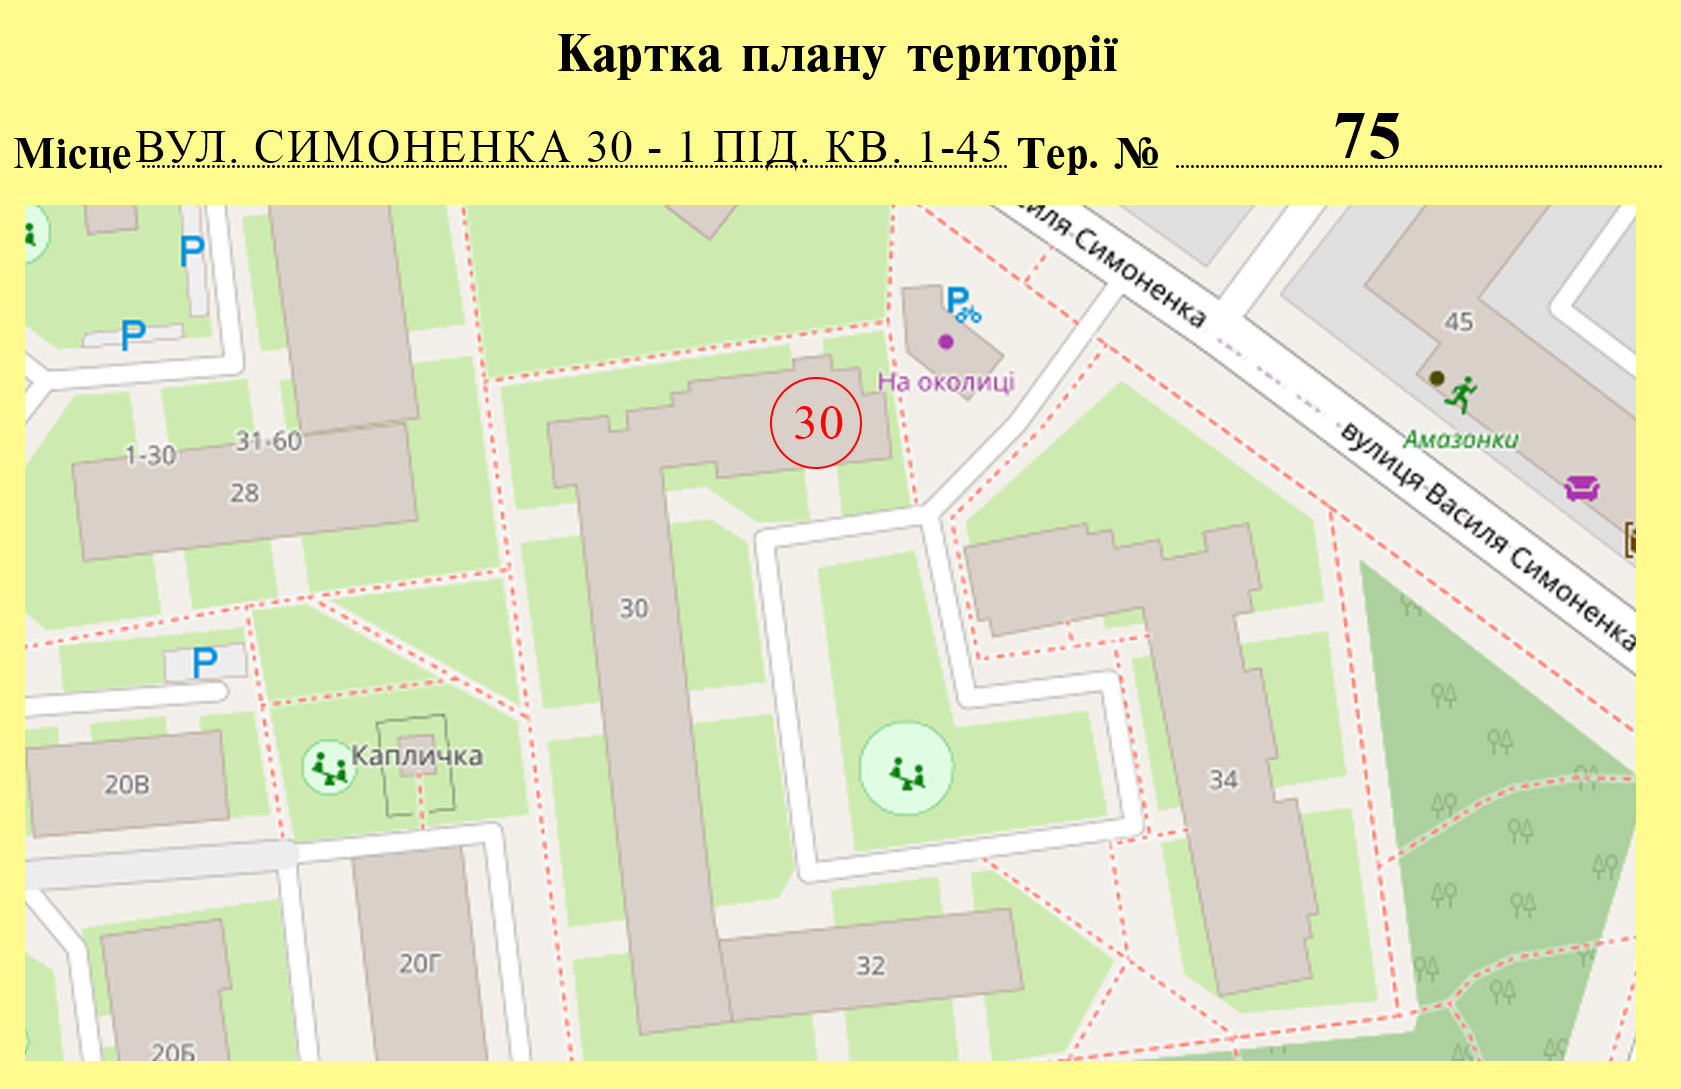 Картка плану території
Місце ВУЛ. СИМОНЕНКА 30 - 1 ПІД. КВ. 1-45 Тер. № 75
Василя Симоненка
P
P
P
45
На околиці
30
Амазонки
1-30
31-60
28
вулиця Василя Симоненка
30
P
Капличка
20В
34
20Г
32
20Б